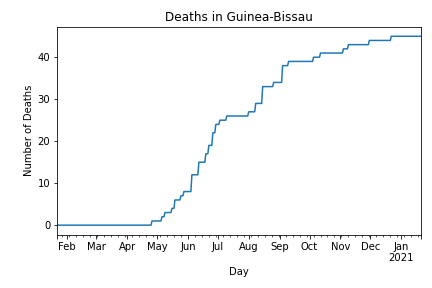 Deaths in Guinea-Bissau
Number of Deaths
40
30
20
10
0
Feb Mar Apr May Jun Jul Aug Sep Oct Nov Dec Jan
2021
Day